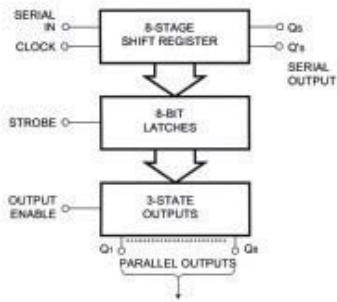 SERIAL
IN
CLOCK
8-STAGE
SHIFT REGISTER
QS
Q's
SERIAL
OUTPUT
STROBE
8-BIT
LATCHES
OUTPUT
ENABLE
3-STATE
OUTPUTS
Q1
Q8
PARALLEL OUTPUTS